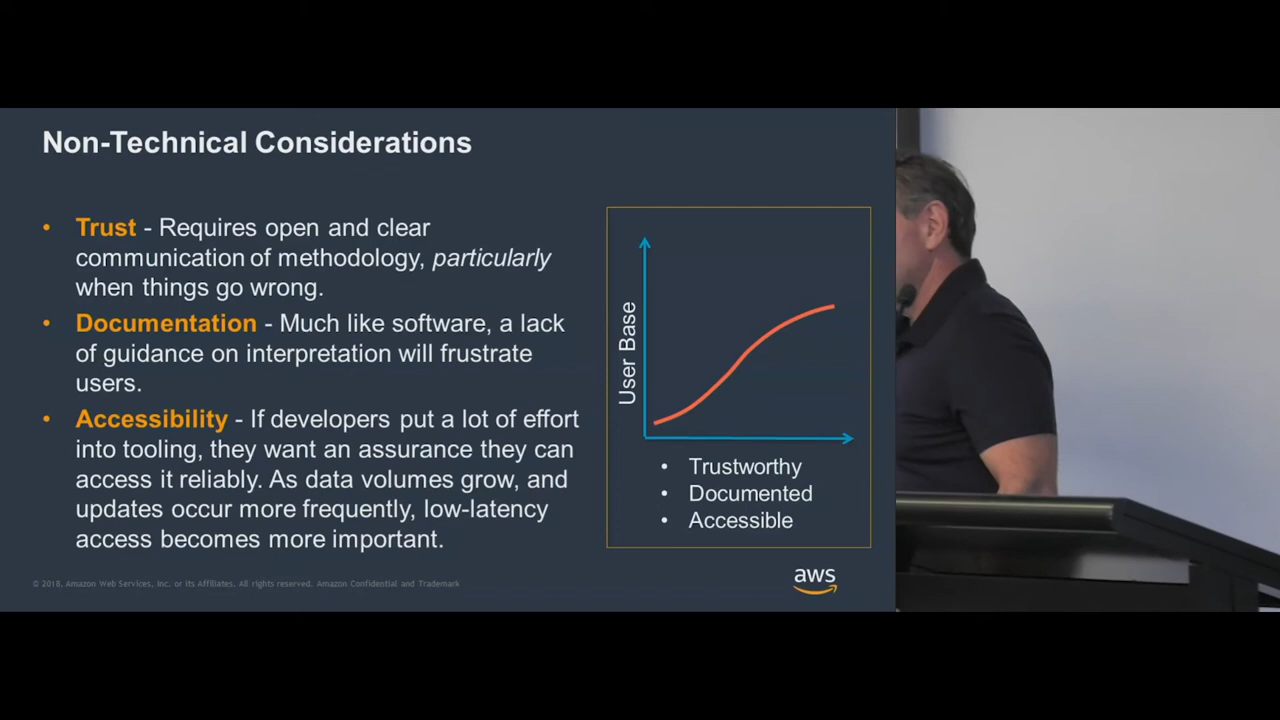 Non-Technical Considerations
• Trust - Requires open and clear
communication of methodology, particularly
when things go wrong.
• Documentation - Much like software, a lack
of guidance on interpretation will frustrate
users.
• Accessibility - If developers put a lot of effort
into tooling, they want an assurance they can
access it reliably. As data volumes grow, and
updates occur more frequently, low-latency
access becomes more important.
User Base
• Trustworthy
• Documented
• Accessible
© 2018, Amazon Web Services, Inc. or its Affiliates. All rights reserved. Amazon Confidential and Trademark
aws